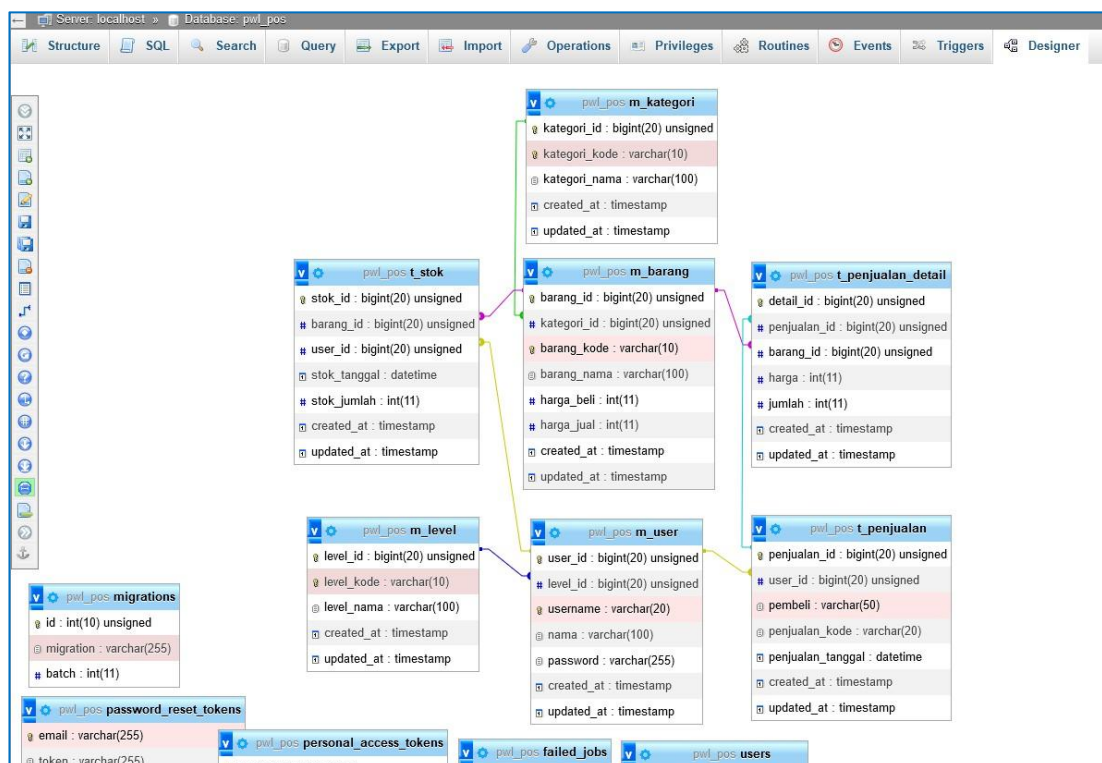 Server: localhost » Database: pwl_pos
Structure SQL Search Query Export Import Operations Privileges Routines Events Triggers Designer
pwl_pos m_kategori
kategori_id : bigint(20) unsigned
kategori_kode : varchar(10)
kategori_nama : varchar(100)
created_at : timestamp
updated_at : timestamp
pwl_pos t_stok
stok_id : bigint(20) unsigned
barang_id : bigint(20) unsigned
user_id : bigint(20) unsigned
stok_tanggal : datetime
stok_jumlah : int(11)
created_at : timestamp
updated_at : timestamp
pwl_pos m_barang
barang_id : bigint(20) unsigned
kategori_id : bigint(20) unsigned
barang_kode : varchar(10)
barang_nama : varchar(100)
harga_beli : int(11)
harga_jual : int(11)
created_at : timestamp
updated_at : timestamp
pwl_pos t_penjualan_detail
detail_id : bigint(20) unsigned
penjualan_id : bigint(20) unsigned
barang_id : bigint(20) unsigned
harga : int(11)
jumlah : int(11)
created_at : timestamp
updated_at : timestamp
pwl_pos m_level
level_id : bigint(20) unsigned
level_kode : varchar(10)
level_nama : varchar(100)
created_at : timestamp
updated_at : timestamp
pwl_pos m_user
user_id : bigint(20) unsigned
level_id : bigint(20) unsigned
username : varchar(20)
nama : varchar(100)
password : varchar(255)
created_at : timestamp
updated_at : timestamp
pwl_pos t_penjualan
penjualan_id : bigint(20) unsigned
user_id : bigint(20) unsigned
pembeli : varchar(50)
penjualan_kode : varchar(20)
penjualan_tanggal : datetime
created_at : timestamp
updated_at : timestamp
pwl_pos migrations
id : int(10) unsigned
migration : varchar(255)
batch : int(11)
pwl_pos password_reset_tokens
email : varchar(255)
token : varchar(255)
pwl_pos personal_access_tokens
pwl_pos failed_jobs
pwl_pos users